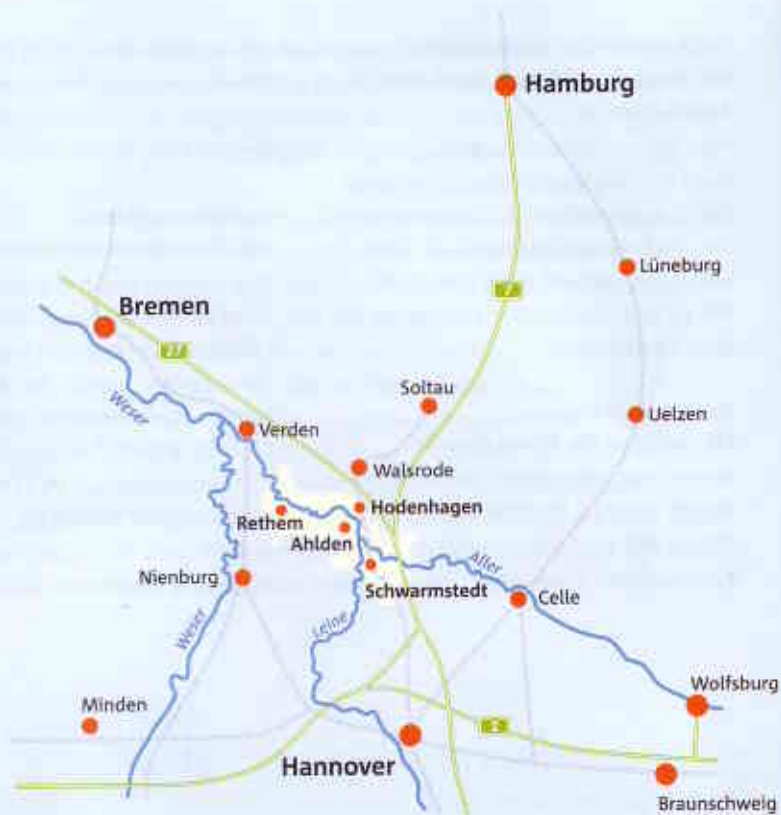 Hamburg
Lüneburg
7
Bremen
27
Soltau
Weser
Uelzen
Verden
Walsrode
Hodenhagen
Rethem
Ahlden
Aller
Nienburg
Schwarmstedt
Celle
Weser
Leine
Wolfsburg
Minden
2
Hannover
Braunschweig